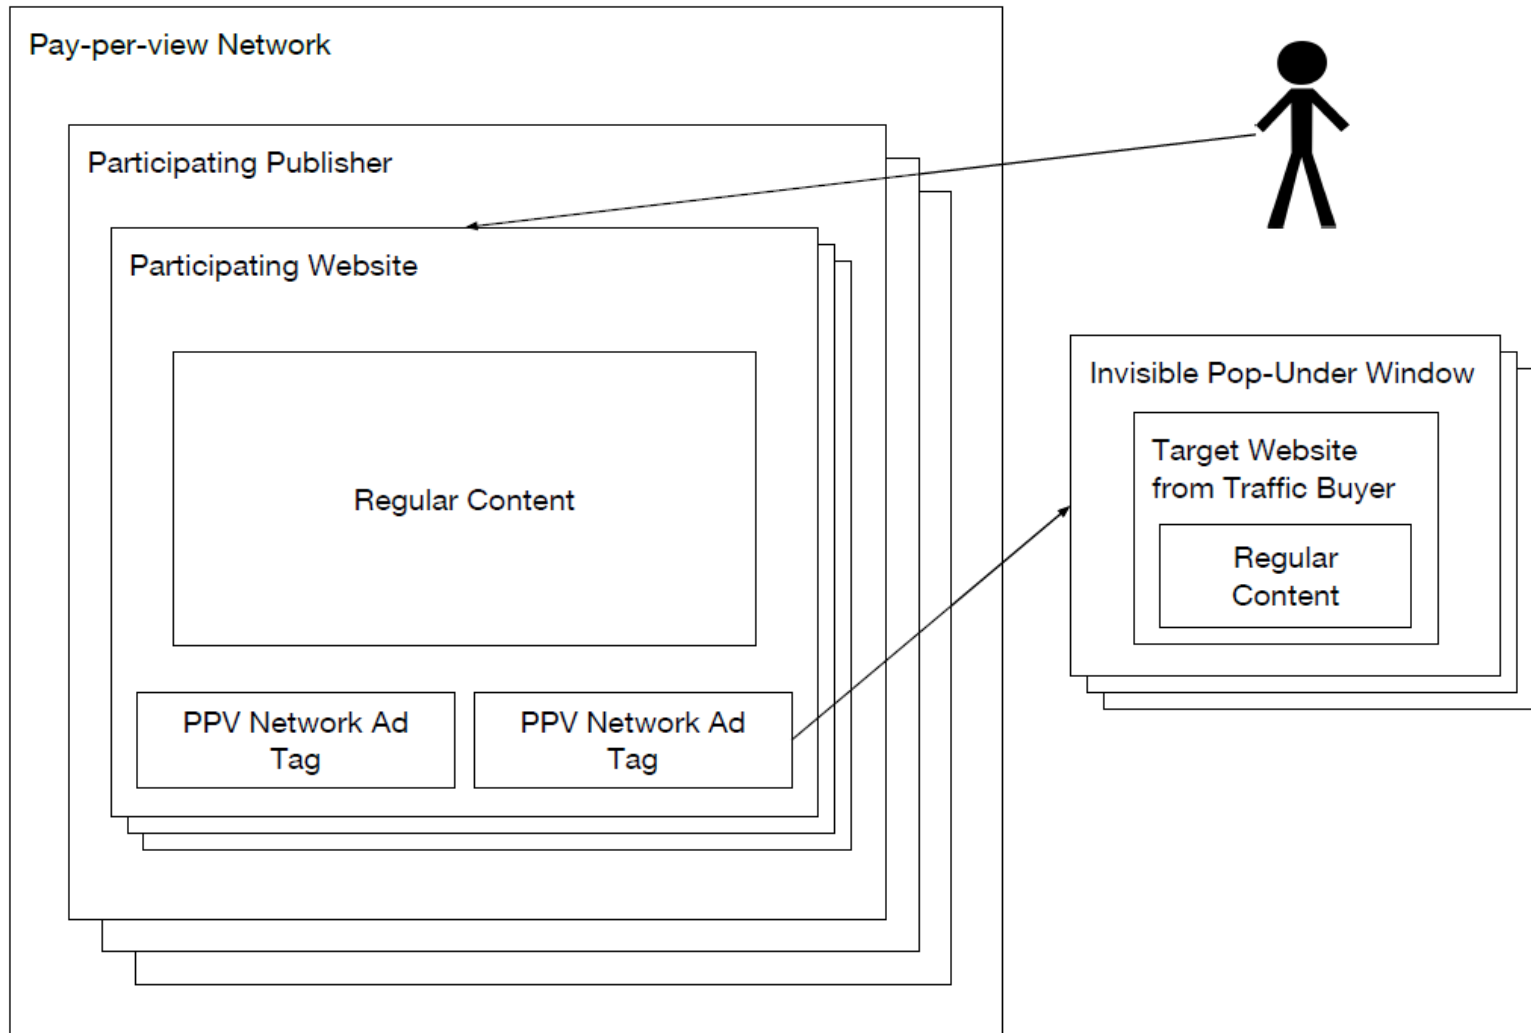 Pay-per-view Network
Participating Publisher
Participating Website
Regular Content
PPV Network Ad
Tag
PPV Network Ad
Tag
Invisible Pop-Under Window
Target Website
from Traffic Buyer
Regular
Content